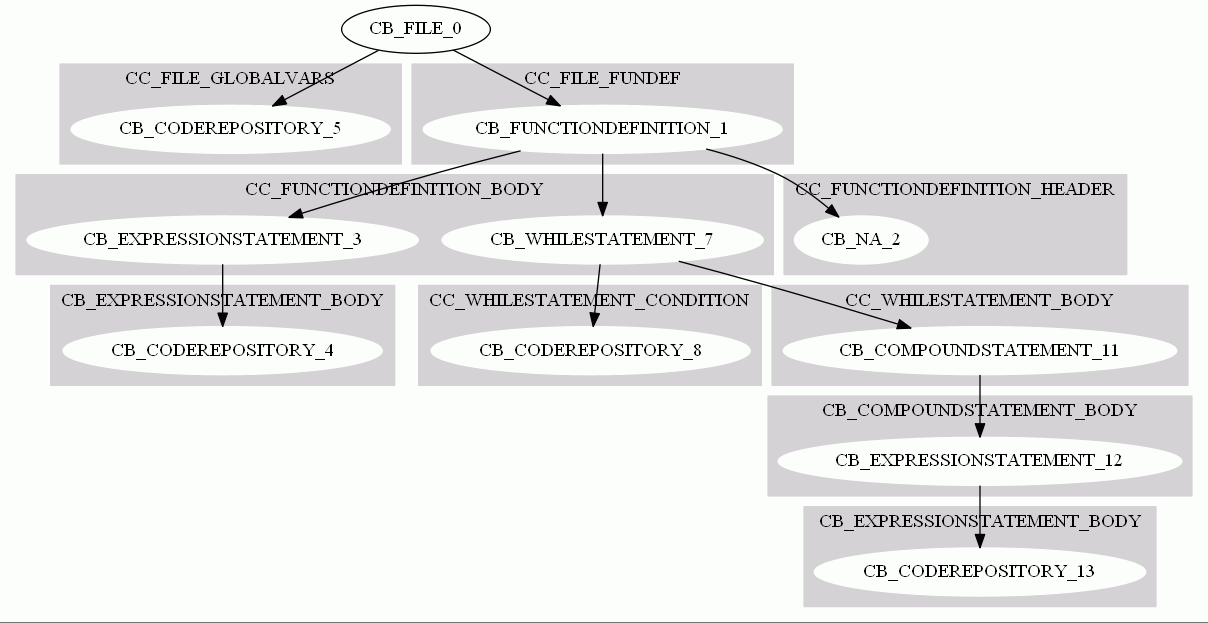 CB_FILE_0
CC_FILE_GLOBALVARS
CC_FILE_FUNDEF
CB_CODEREPOSITORY_5
CB_FUNCTIONDEFINITION_1
CC_FUNCTIONDEFINITION_BODY
CC_FUNCTIONDEFINITION_HEADER
CB_EXPRESSIONSTATEMENT_3
CB_WHILESTATEMENT_7
CB_NA_2
CB_EXPRESSIONSTATEMENT_BODY
CC_WHILESTATEMENT_CONDITION
CC_WHILESTATEMENT_BODY
CB_CODEREPOSITORY_4
CB_CODEREPOSITORY_8
CB_COMPOUNDSTATEMENT_11
CB_COMPOUNDSTATEMENT_BODY
CB_EXPRESSIONSTATEMENT_12
CB_EXPRESSIONSTATEMENT_BODY
CB_CODEREPOSITORY_13